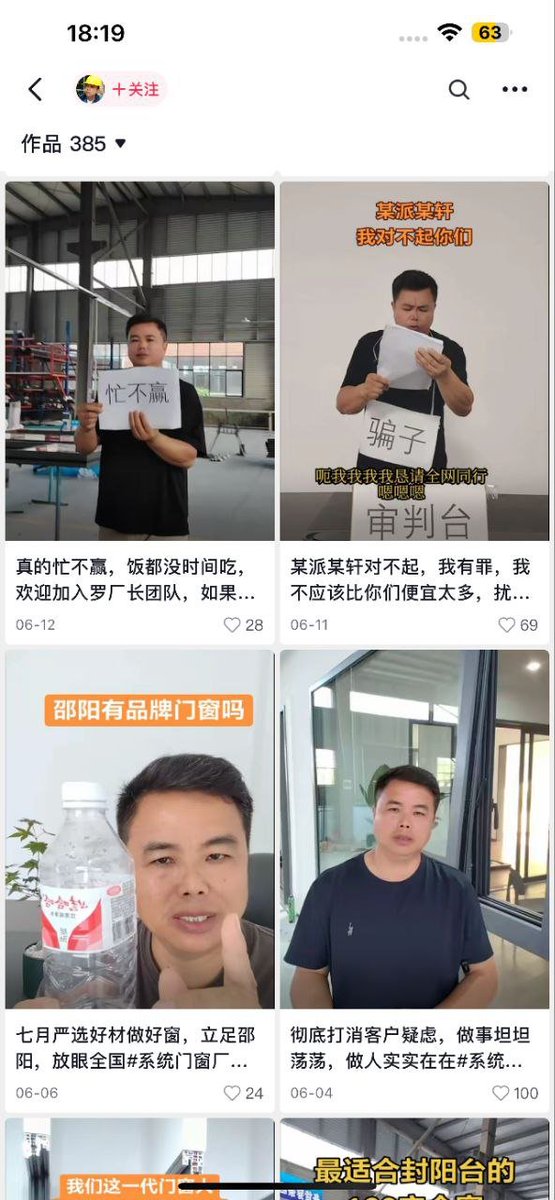 18:19
63
十关注
作品 385
忙不赢
某派某轩
我对不起你们
骗子
呃我我我我恳请全网同行
嗯嗯嗯
审判台
真的忙不赢，饭都没时间吃，
欢迎加入罗厂长团队，如果...
06-12
28
某派某轩对不起，我有罪，我
不应该比你们便宜太多，扰...
06-11
69
邵阳有品牌门窗吗
七月严选好材做好窗，立足邵
阳，放眼全国#系统门窗厂...
06-06
24
彻底打消客户疑虑，做事坦坦
荡荡，做人实实在在#系统...
06-04
100
我们这一代门窗人
最适合封阳台的